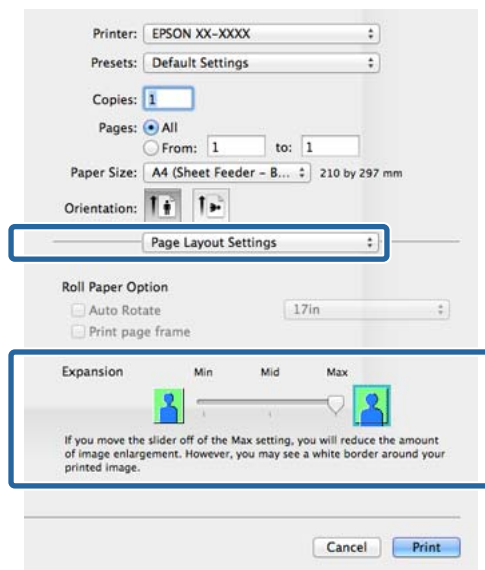 Printer: EPSON XX-XXXX
Presets: Default Settings
Copies: 1
Pages: All
From: 1 to: 1
Paper Size: A4 (Sheet Feeder - B... 210 by 297 mm
Orientation:
Page Layout Settings
Roll Paper Option
Auto Rotate 17in
Print page frame
Expansion Min Mid Max
If you move the slider off of the Max setting, you will reduce the amount
of image enlargement. However, you may see a white border around your
printed image.
Cancel Print